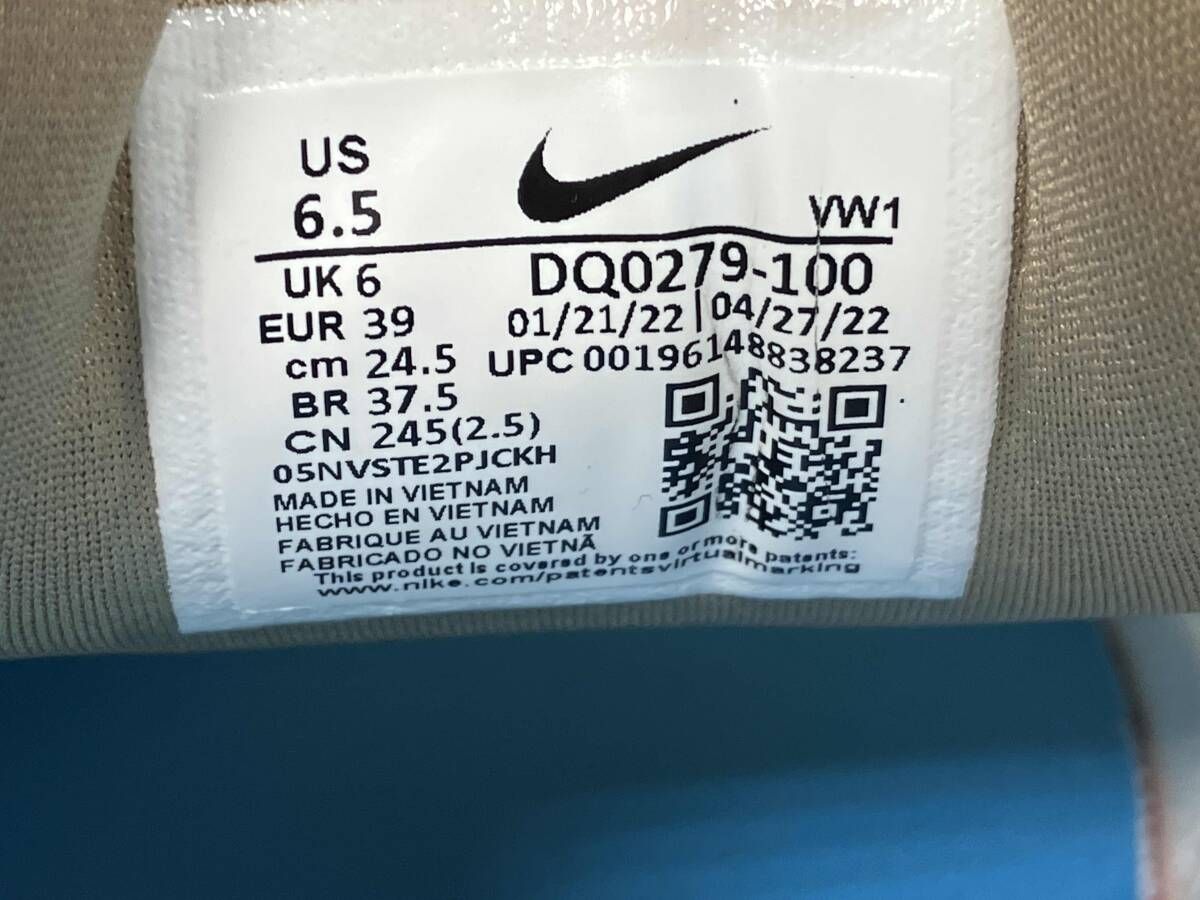 US
6.5
VW1
UK 6
DQ0279-100
EUR 39
01/21/22 | 04/27/22
cm 24.5
UPC 00196148838237
BR 37.5
CN 245(2.5)
05NVSTE2PJCKH
MADE IN VIETNAM
HECHO EN VIETNAM
FABRIQUE AU VIETNAM
FABRICADO NO VIETNÃ
This product is covered by one or more patents:
www.nike.com/patentsvirtualmarking